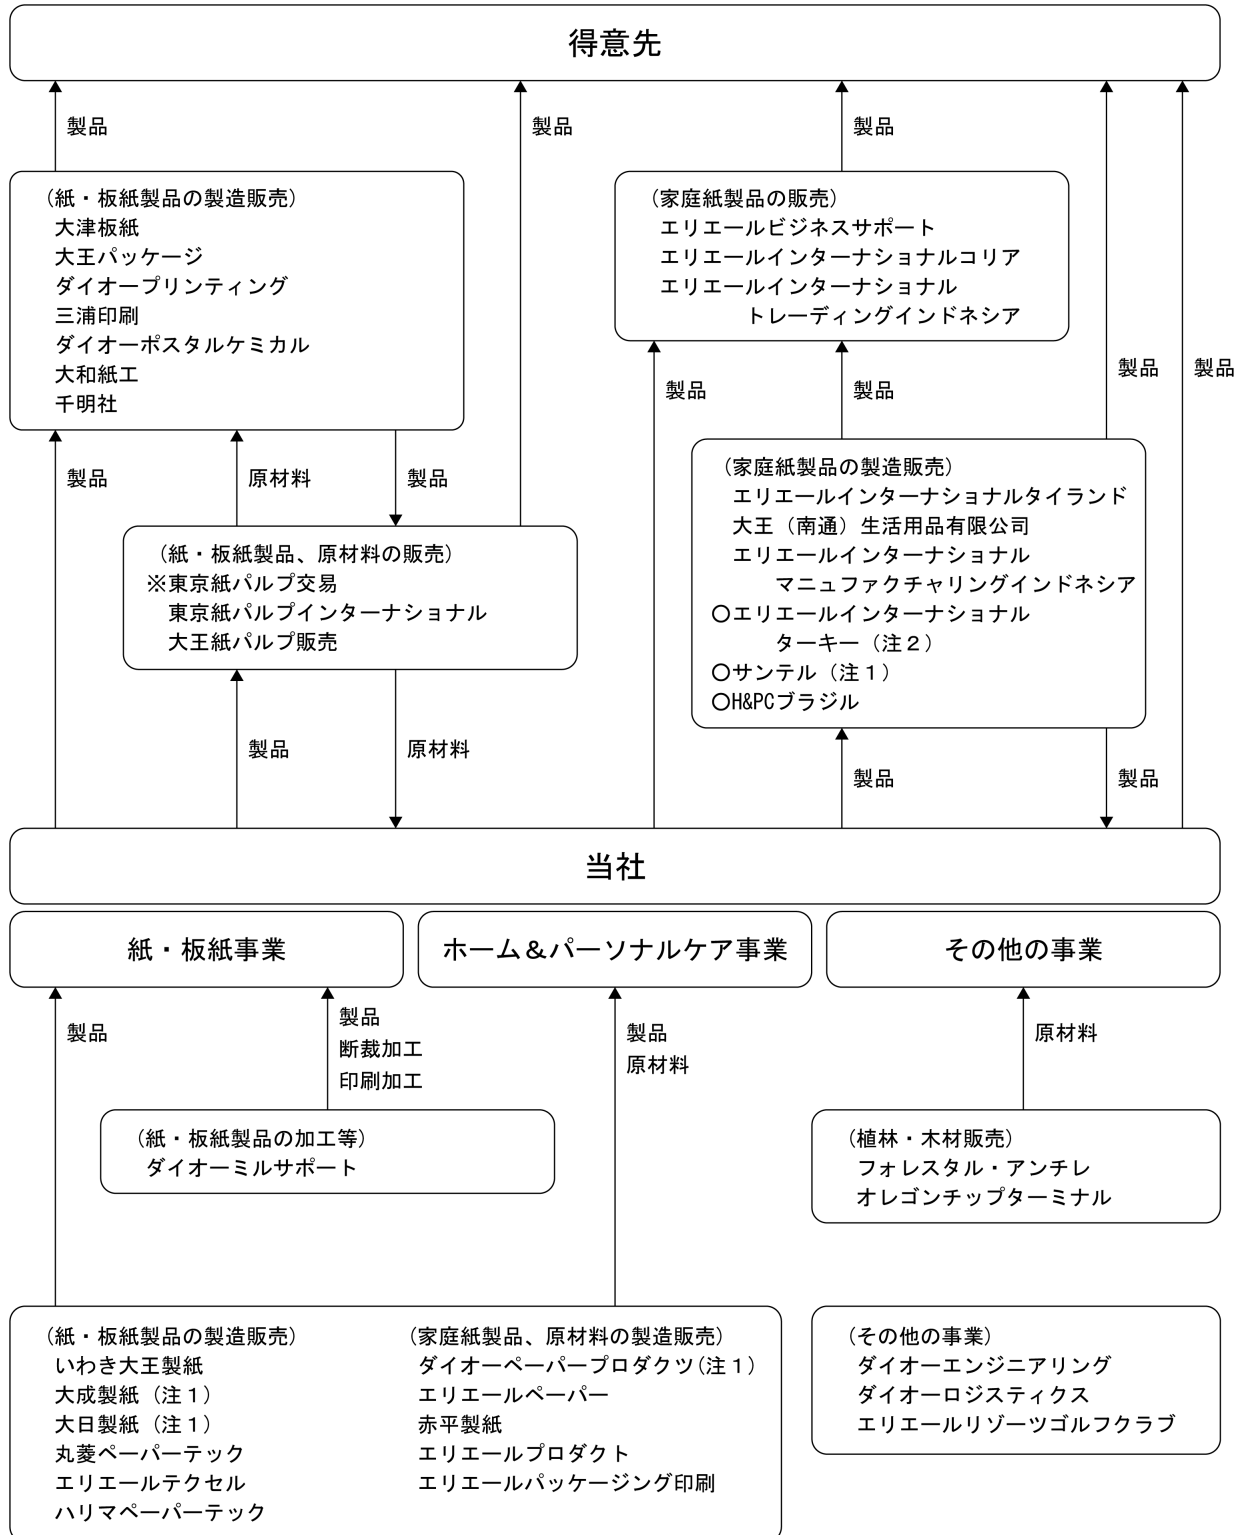 得意先
製品
製品
製品
製品
製品
(紙・板紙製品の製造販売)
大津板紙
大王パッケージ
ダイオープリンティング
三浦印刷
ダイオーポスタルケミカル
大和紙工
千明社
(家庭紙製品の販売)
エリエールビジネスサポート
エリエールインターナショナルコリア
エリエールインターナショナル
トレーディングインドネシア
製品
原材料
製品
製品
製品
(紙・板紙製品、原材料の販売)
※東京紙パルプ交易
東京紙パルプインターナショナル
大王紙パルプ販売
(家庭紙製品の製造販売)
エリエールインターナショナルタイランド
大王（南通）生活用品有限公司
エリエールインターナショナル
マニュファクチャリングインドネシア
○エリエールインターナショナル
ターキー（注２）
○サンテル（注１）
○H&PCブラジル
製品
原材料
製品
製品
当社
紙・板紙事業
ホーム＆パーソナルケア事業
その他の事業
製品
製品
断裁加工
印刷加工
製品
原材料
原材料
(紙・板紙製品の加工等)
ダイオーミルサポート
(植林・木材販売)
フォレスタル・アンチレ
オレゴンチップターミナル
(紙・板紙製品の製造販売)
いわき大王製紙
大成製紙（注１）
大日製紙（注１）
丸菱ペーパーテック
エリエールテクセル
ハリマペーパーテック
(家庭紙製品、原材料の製造販売)
ダイオーペーパープロダクツ(注１)
エリエールペーパー
赤平製紙
エリエールプロダクト
エリエールパッケージング印刷
(その他の事業)
ダイオーエンジニアリング
ダイオーロジスティクス
エリエールリゾーツゴルフクラブ